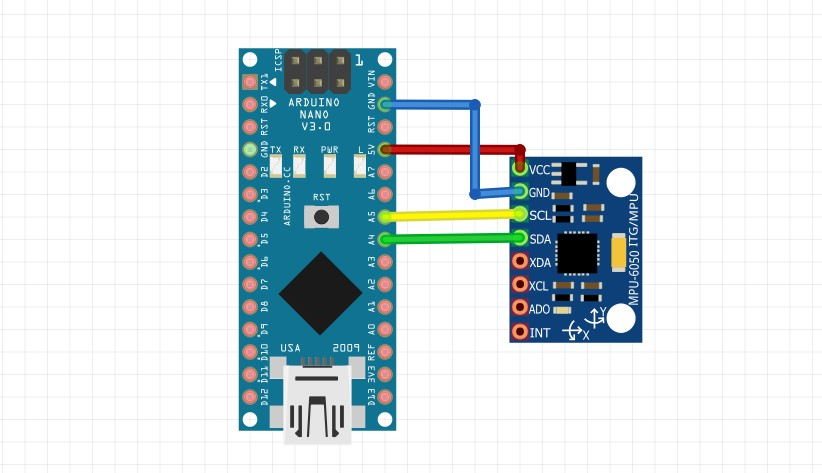 ICSP
1
TX1
RX0
RST
GND
D2
D3
D4
D5
D6
D7
D8
D9
D10
D11
D12
VIN
GND
RST
5V
A7
A6
A5
A4
A3
A2
A1
A0
REF
3V3
D13
ARDUINO
NANO
V3.0
TX RX PWR L
ARDUINO.CC
RST
USA 2009
VCC
GND
SCL
SDA
XDA
XCL
ADO
INT
MPU-6050 ITG/MPU
Y
X